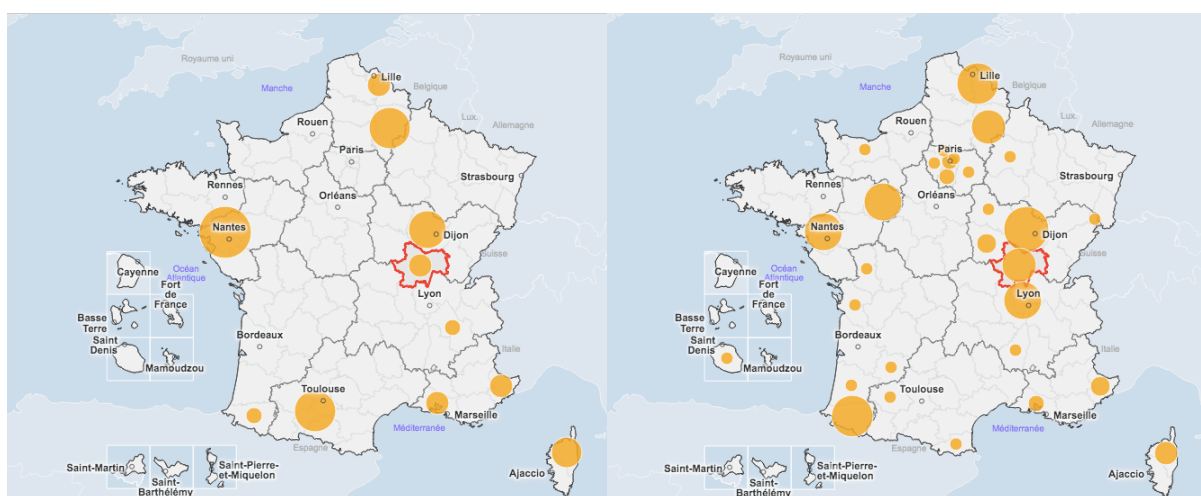 Royaume uni
Lille
Manche
Belgique
Rouen
Lux.
Allemagne
Paris
Strasbourg
Rennes
Orléans
Nantes
Dijon
Suisse
Cayenne
Océan
Atlantique
Fort
de
France
Lyon
Basse
Terre
Saint
Denis
Mamoudzou
Bordeaux
Italie
Toulouse
Marseille
Méditerranée
Espagne
Saint-Martin
Saint-Pierre
et-Miquelon
Saint-
Barthélémy
Ajaccio
Royaume uni
Lille
Manche
Belgique
Rouen
Lux.
Allemagne
Paris
Strasbourg
Rennes
Orléans
Nantes
Dijon
Suisse
Cayenne
Océan
Atlantique
Fort
de
France
Lyon
Basse
Terre
Saint
Denis
Mamoudzou
Bordeaux
Italie
Toulouse
Marseille
Méditerranée
Espagne
Saint-Martin
Saint-Pierre
et-Miquelon
Saint-
Barthélémy
Ajaccio